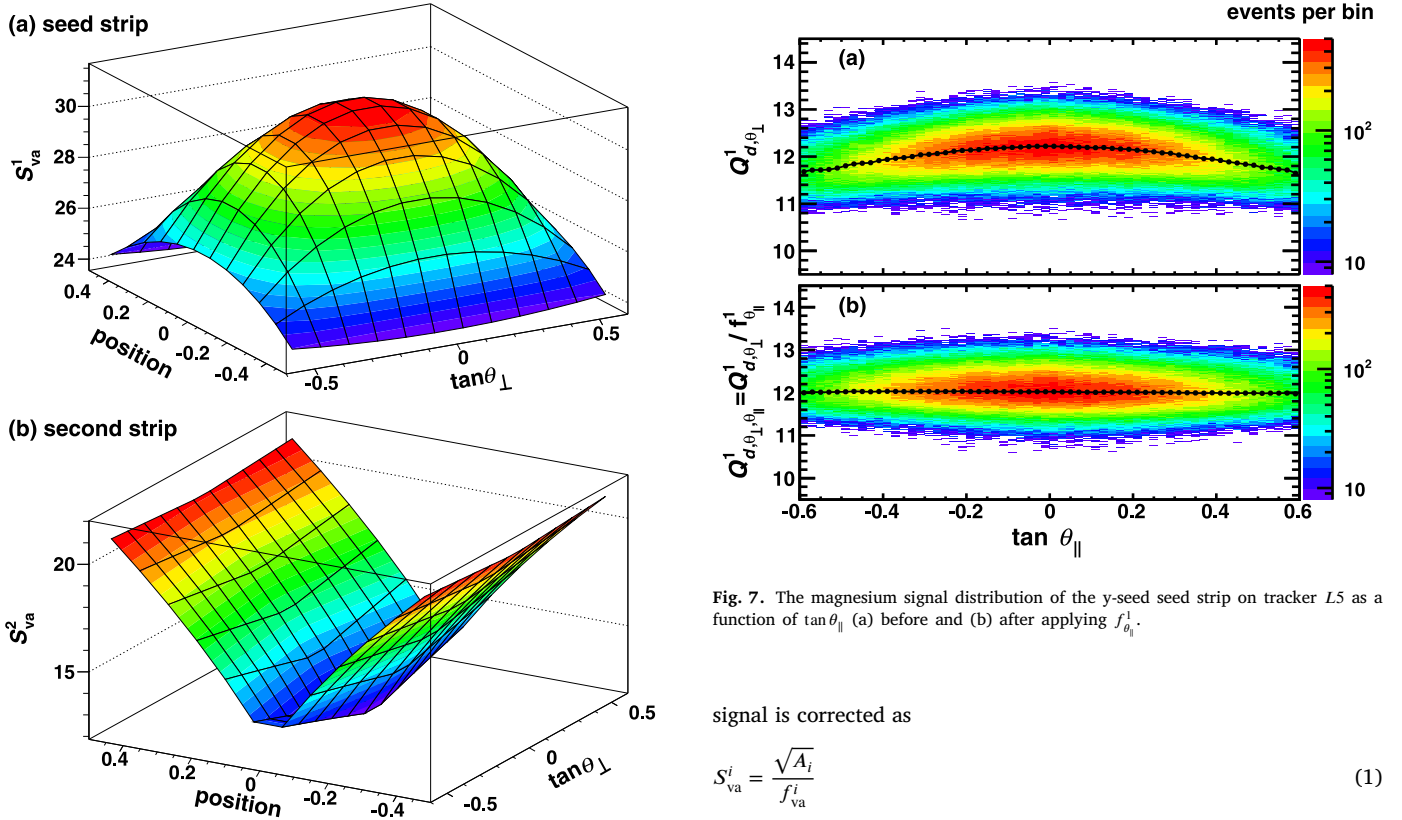 (a) seed strip
S¹va
30
28
26
24
0.4
0.2
0
-0.2
-0.4
position
-0.5
0
0.5
tanθ⊥
(b) second strip
S²va
20
15
0.4
0.2
0
-0.2
-0.4
position
-0.5
0
0.5
tanθ⊥
events per bin
(a)
Q¹d,θ⊥
14
13
12
11
10
10²
10
(b)
Q¹d,θ⊥,θ∥=Q¹d,θ⊥/ f¹θ∥
14
13
12
11
10
10²
10
-0.6 -0.4 -0.2 0 0.2 0.4 0.6
tan θ∥
Fig. 7. The magnesium signal distribution of the y-seed seed strip on tracker L5 as a
function of tan θ∥ (a) before and (b) after applying f¹θ∥.
signal is corrected as
Sⁱva = √Aᵢ / fⁱva (1)